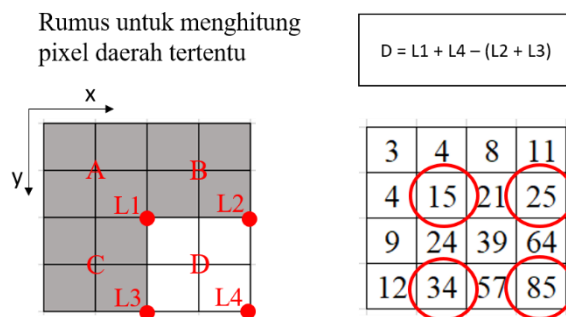 Rumus untuk menghitung
pixel daerah tertentu
D = L1 + L4 – (L2 + L3)
x
y
A B
L1 L2
C D
L3 L4
3 4 8 11
4 15 21 25
9 24 39 64
12 34 57 85